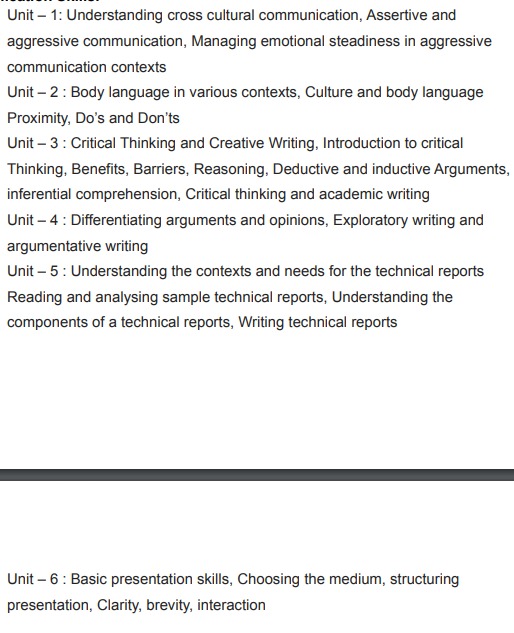 Unit – 1: Understanding cross cultural communication, Assertive and
aggressive communication, Managing emotional steadiness in aggressive
communication contexts
Unit – 2 : Body language in various contexts, Culture and body language
Proximity, Do's and Don'ts
Unit – 3 : Critical Thinking and Creative Writing, Introduction to critical
Thinking, Benefits, Barriers, Reasoning, Deductive and inductive Arguments,
inferential comprehension, Critical thinking and academic writing
Unit – 4 : Differentiating arguments and opinions, Exploratory writing and
argumentative writing
Unit – 5 : Understanding the contexts and needs for the technical reports
Reading and analysing sample technical reports, Understanding the
components of a technical reports, Writing technical reports
Unit – 6 : Basic presentation skills, Choosing the medium, structuring
presentation, Clarity, brevity, interaction